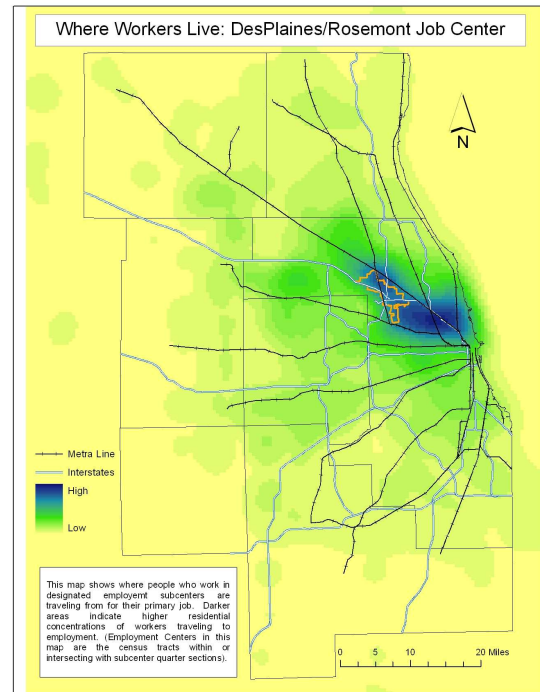 Where Workers Live: DesPlaines/Rosemont Job Center
N
Metra Line
Interstates
High
Low
This map shows where people who work in
designated employemt subcenters are
traveling from for their primary job. Darker
areas indicate higher residential
concentrations of workers traveling to
employment. (Employment Centers in this
map are the census tracts within or
intersecting with subcenter quarter sections).
0 5 10 20 Miles